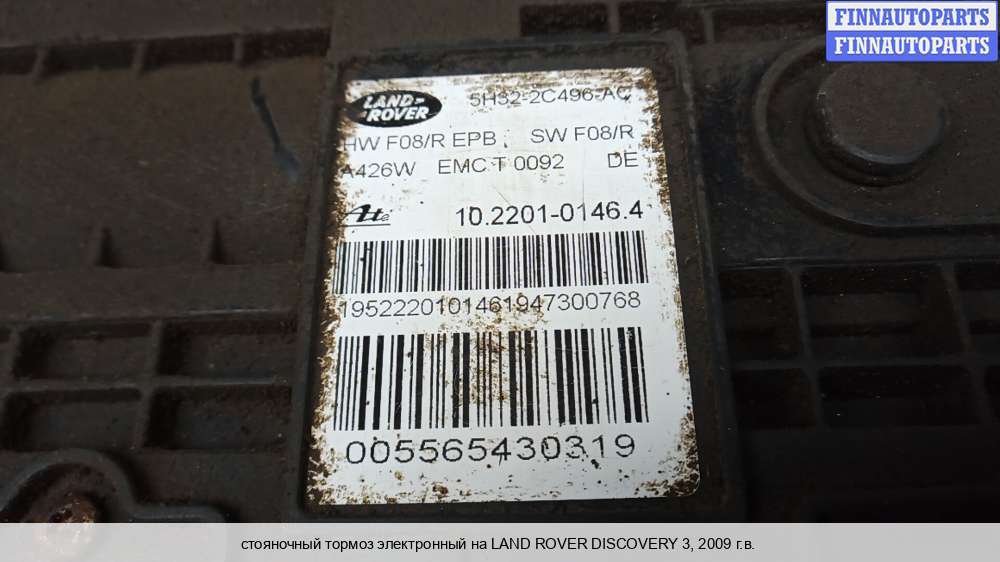 FINNAUTOPARTS
FINNAUTOPARTS
LAND ROVER
5H32-2C496-AC
HW F08/R EPB SW F08/R
A426W EMC T 0092 DE
Ate 10.2201-0146.4
1952220101461947300768
005565430319
стояночный тормоз электронный на LAND ROVER DISCOVERY 3, 2009 г.в.